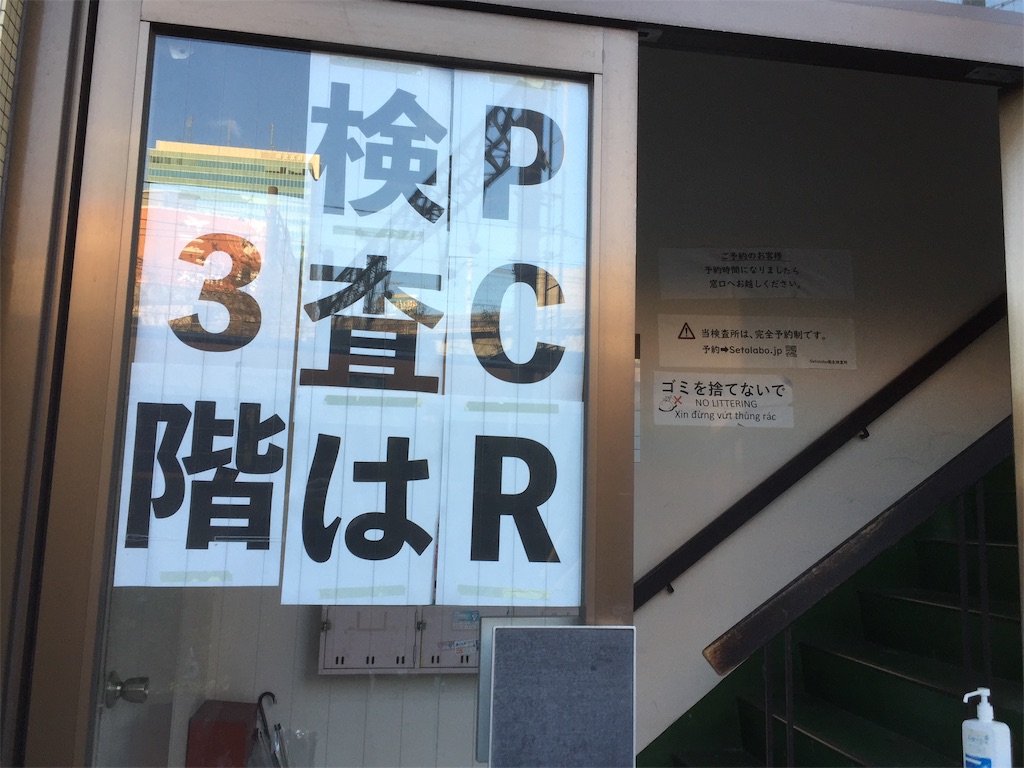 PCR
検査は
3階
ご予約のお客様
予約時間になりましたら
窓口へお越しください。
当検査所は、完全予約制です。
予約➡Setolabo.jp
ゴミを捨てないで
NO LITTERING
Xin đừng vứt thùng rác